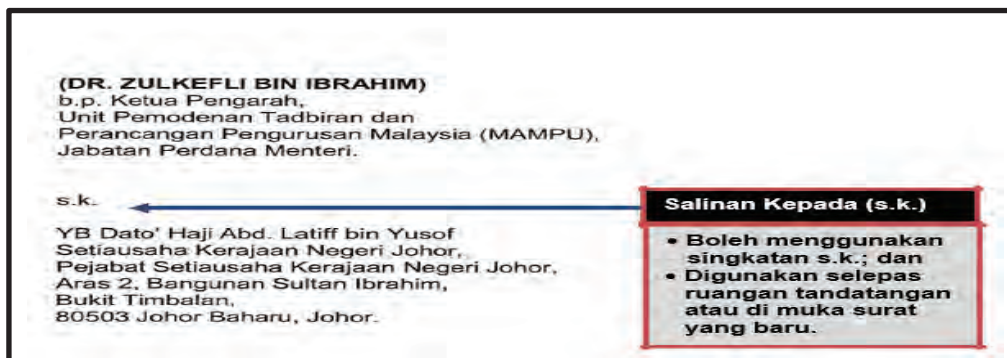 (DR. ZULKEFLI BIN IBRAHIM)
b.p. Ketua Pengarah,
Unit Pemodenan Tadbiran dan
Perancangan Pengurusan Malaysia (MAMPU),
Jabatan Perdana Menteri.
s.k.
YB Dato' Haji Abd. Latiff bin Yusof
Setiausaha Kerajaan Negeri Johor,
Pejabat Setiausaha Kerajaan Negeri Johor,
Aras 2, Bangunan Sultan Ibrahim,
Bukit Timbalan,
80503 Johor Baharu, Johor.
Salinan Kepada (s.k.)
• Boleh menggunakan
singkatan s.k.; dan
• Digunakan selepas
ruangan tandatangan
atau di muka surat
yang baru.